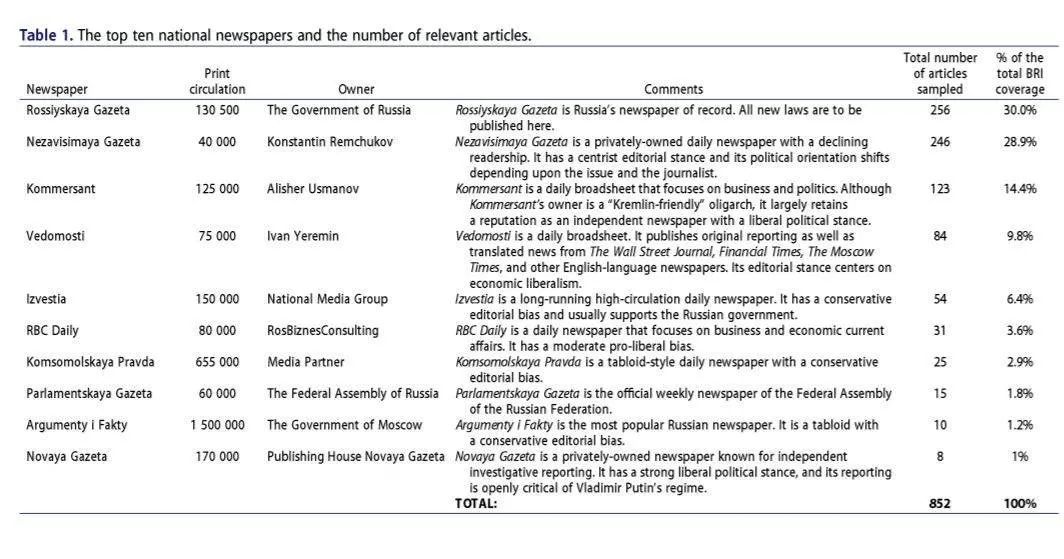 Table 1. The top ten national newspapers and the number of relevant articles.
Newspaper Print circulation Owner Comments Total number of articles sampled % of the total BRI coverage
Rossiyskaya Gazeta 130 500 The Government of Russia Rossiyskaya Gazeta is Russia's newspaper of record. All new laws are to be 256 30.0%
published here.
Nezavisimaya Gazeta 40 000 Konstantin Remchukov Nezavisimaya Gazeta is a privately-owned daily newspaper with a declining 246 28.9%
readership. It has a centrist editorial stance and its political orientation shifts
depending upon the issue and the journalist.
Kommersant 125 000 Alisher Usmanov Kommersant is a daily broadsheet that focuses on business and politics. Although 123 14.4%
Kommersant's owner is a "Kremlin-friendly" oligarch, it largely retains
a reputation as an independent newspaper with a liberal political stance.
Vedomosti 75 000 Ivan Yeremin Vedomosti is a daily broadsheet. It publishes original reporting as well as 84 9.8%
translated news from The Wall Street Journal, Financial Times, The Moscow
Times, and other English-language newspapers. Its editorial stance centers on
economic liberalism.
Izvestia 150 000 National Media Group Izvestia is a long-running high-circulation daily newspaper. It has a conservative 54 6.4%
editorial bias and usually supports the Russian government.
RBC Daily 80 000 RosBiznesConsulting RBC Daily is a daily newspaper that focuses on business and economic current 31 3.6%
affairs. It has a moderate pro-liberal bias.
Komsomolskaya Pravda 655 000 Media Partner Komsomolskaya Pravda is a tabloid-style daily newspaper with a conservative 25 2.9%
editorial bias.
Parlamentskaya Gazeta 60 000 The Federal Assembly of Russia Parlamentskaya Gazeta is the official weekly newspaper of the Federal Assembly 15 1.8%
of the Russian Federation.
Argumenty i Fakty 1 500 000 The Government of Moscow Argumenty i Fakty is the most popular Russian newspaper. It is a tabloid with 10 1.2%
a conservative editorial bias.
Novaya Gazeta 170 000 Publishing House Novaya Gazeta Novaya Gazeta is a privately-owned newspaper known for independent 8 1%
investigative reporting. It has a strong liberal political stance, and its reporting
is openly critical of Vladimir Putin's regime.
TOTAL: 852 100%